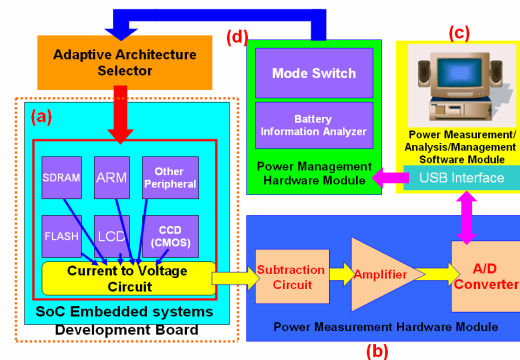 (d)
(c)
Adaptive Architecture
Selector
Mode Switch
Battery
Information Analyzer
Power Management
Hardware Module
Power Measurement/
Analysis/Management
Software Module
USB Interface
(a)
SDRAM
ARM
Other
Peripheral
FLASH
LCD
CCD
(CMOS)
Current to Voltage
Circuit
SoC Embedded systems
Development Board
Subtraction
Circuit
Amplifier
A/D
Converter
Power Measurement Hardware Module
(b)